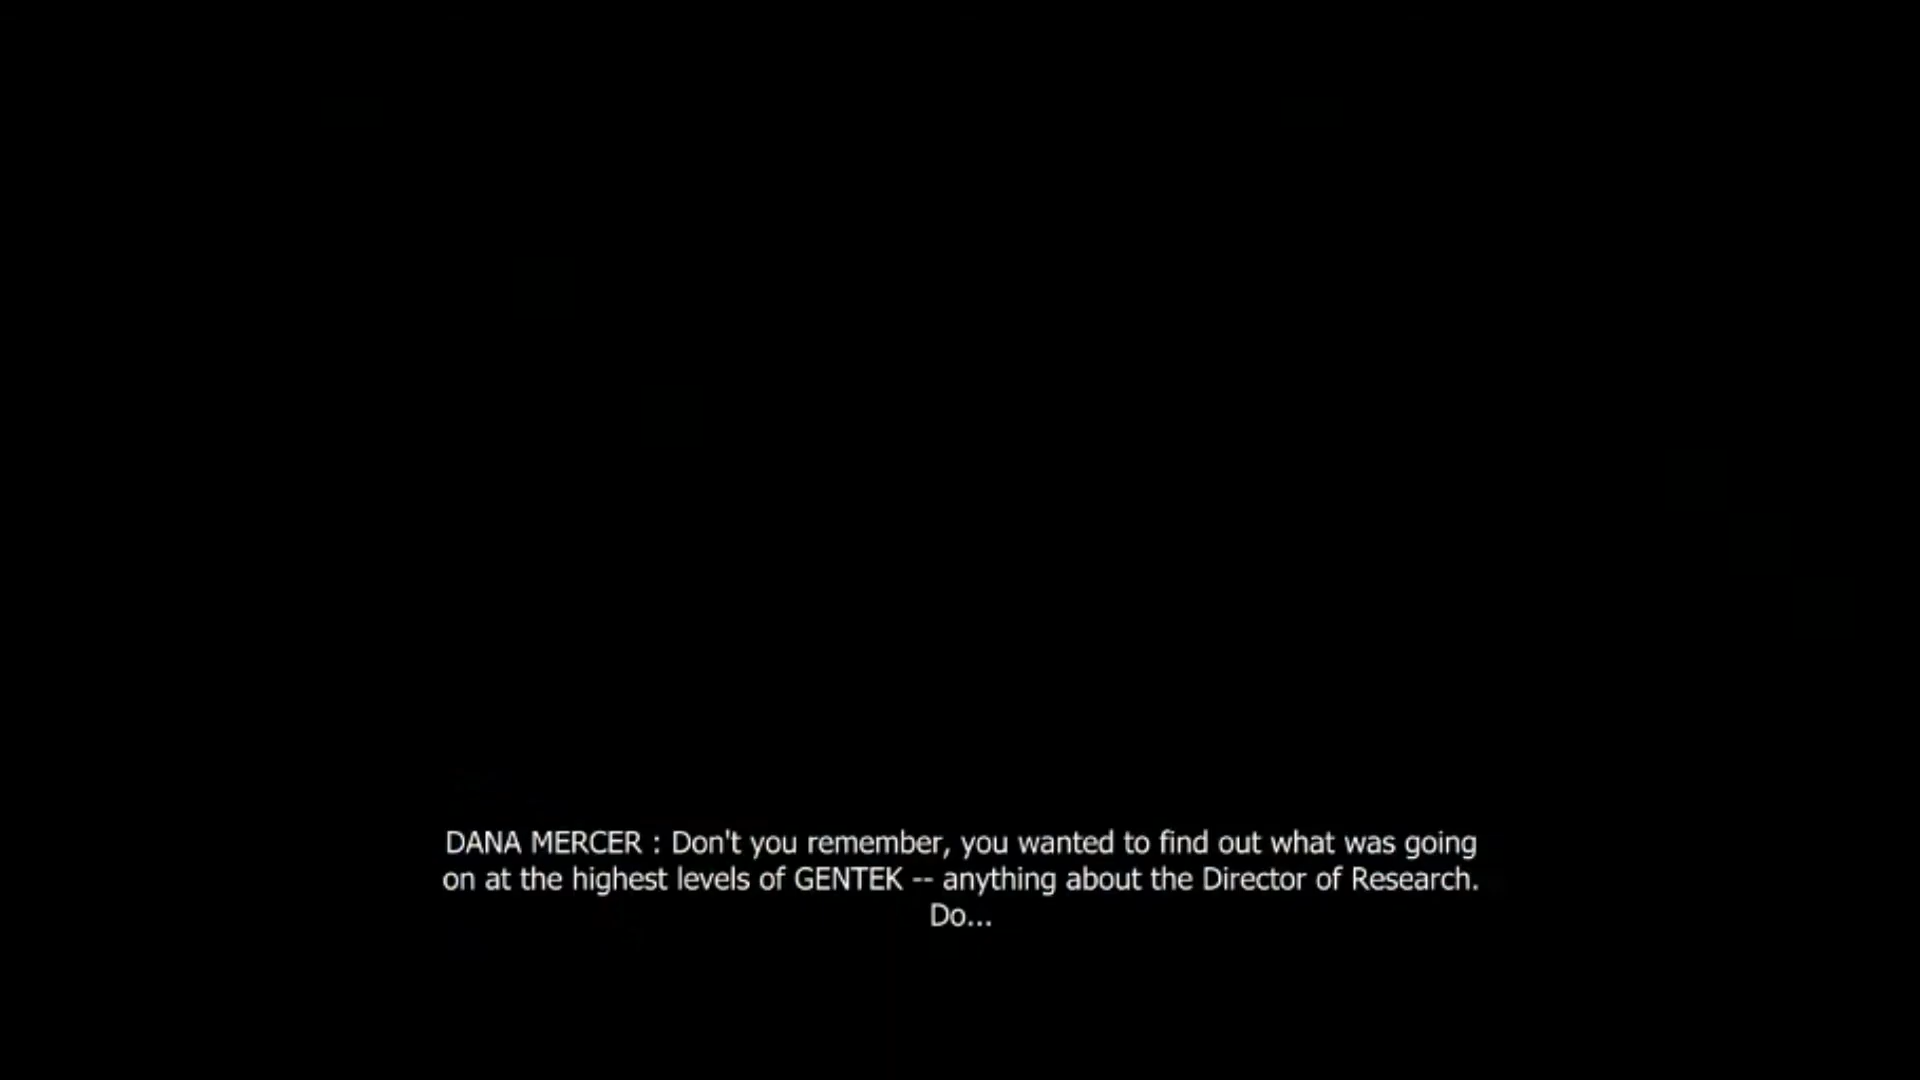 DANA MERCER : Don't you remember, you wanted to find out what was going
on at the highest levels of GENTEK -- anything about the Director of Research.
Do...